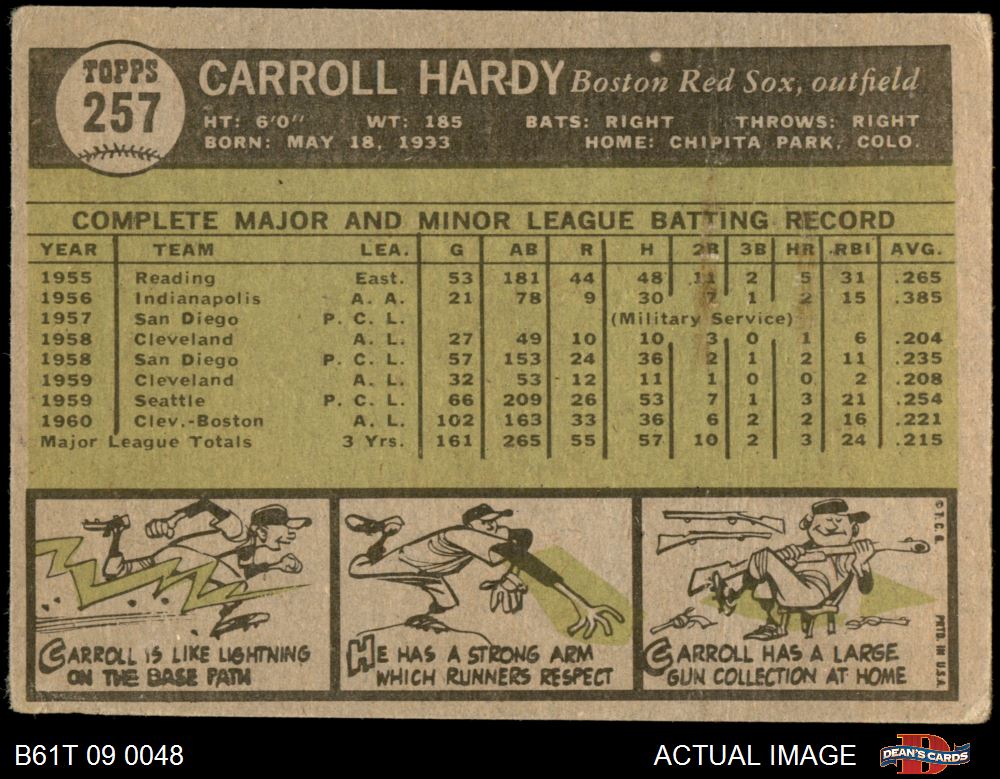 TOPPS
257
CARROLL HARDY Boston Red Sox, outfield
HT: 6'0" WT: 185 BATS: RIGHT THROWS: RIGHT
BORN: MAY 18, 1933 HOME: CHIPITA PARK, COLO.
COMPLETE MAJOR AND MINOR LEAGUE BATTING RECORD
YEAR TEAM LEA. G AB R H 2B 3B HR RBI AVG.
1955 Reading East. 53 181 44 48 11 2 5 31 .265
1956 Indianapolis A. A. 21 78 9 30 7 1 2 15 .385
1957 San Diego P. C. L. (Military Service)
1958 Cleveland A. L. 27 49 10 10 3 0 1 6 .204
1958 San Diego P. C. L. 57 153 24 36 2 1 2 11 .235
1959 Cleveland A. L. 32 53 12 11 1 0 0 2 .208
1959 Seattle P. C. L. 66 209 26 53 7 1 3 21 .254
1960 Clev.-Boston A. L. 102 163 33 36 6 2 2 16 .221
Major League Totals 3 Yrs. 161 265 55 57 10 2 3 24 .215
CARROLL IS LIKE LIGHTNING
ON THE BASE PATH
HE HAS A STRONG ARM
WHICH RUNNERS RESPECT
CARROLL HAS A LARGE
GUN COLLECTION AT HOME
© T. C. G.
PRTD. IN U.S.A.
B61T 09 0048
ACTUAL IMAGE
DEAN'S CARDS